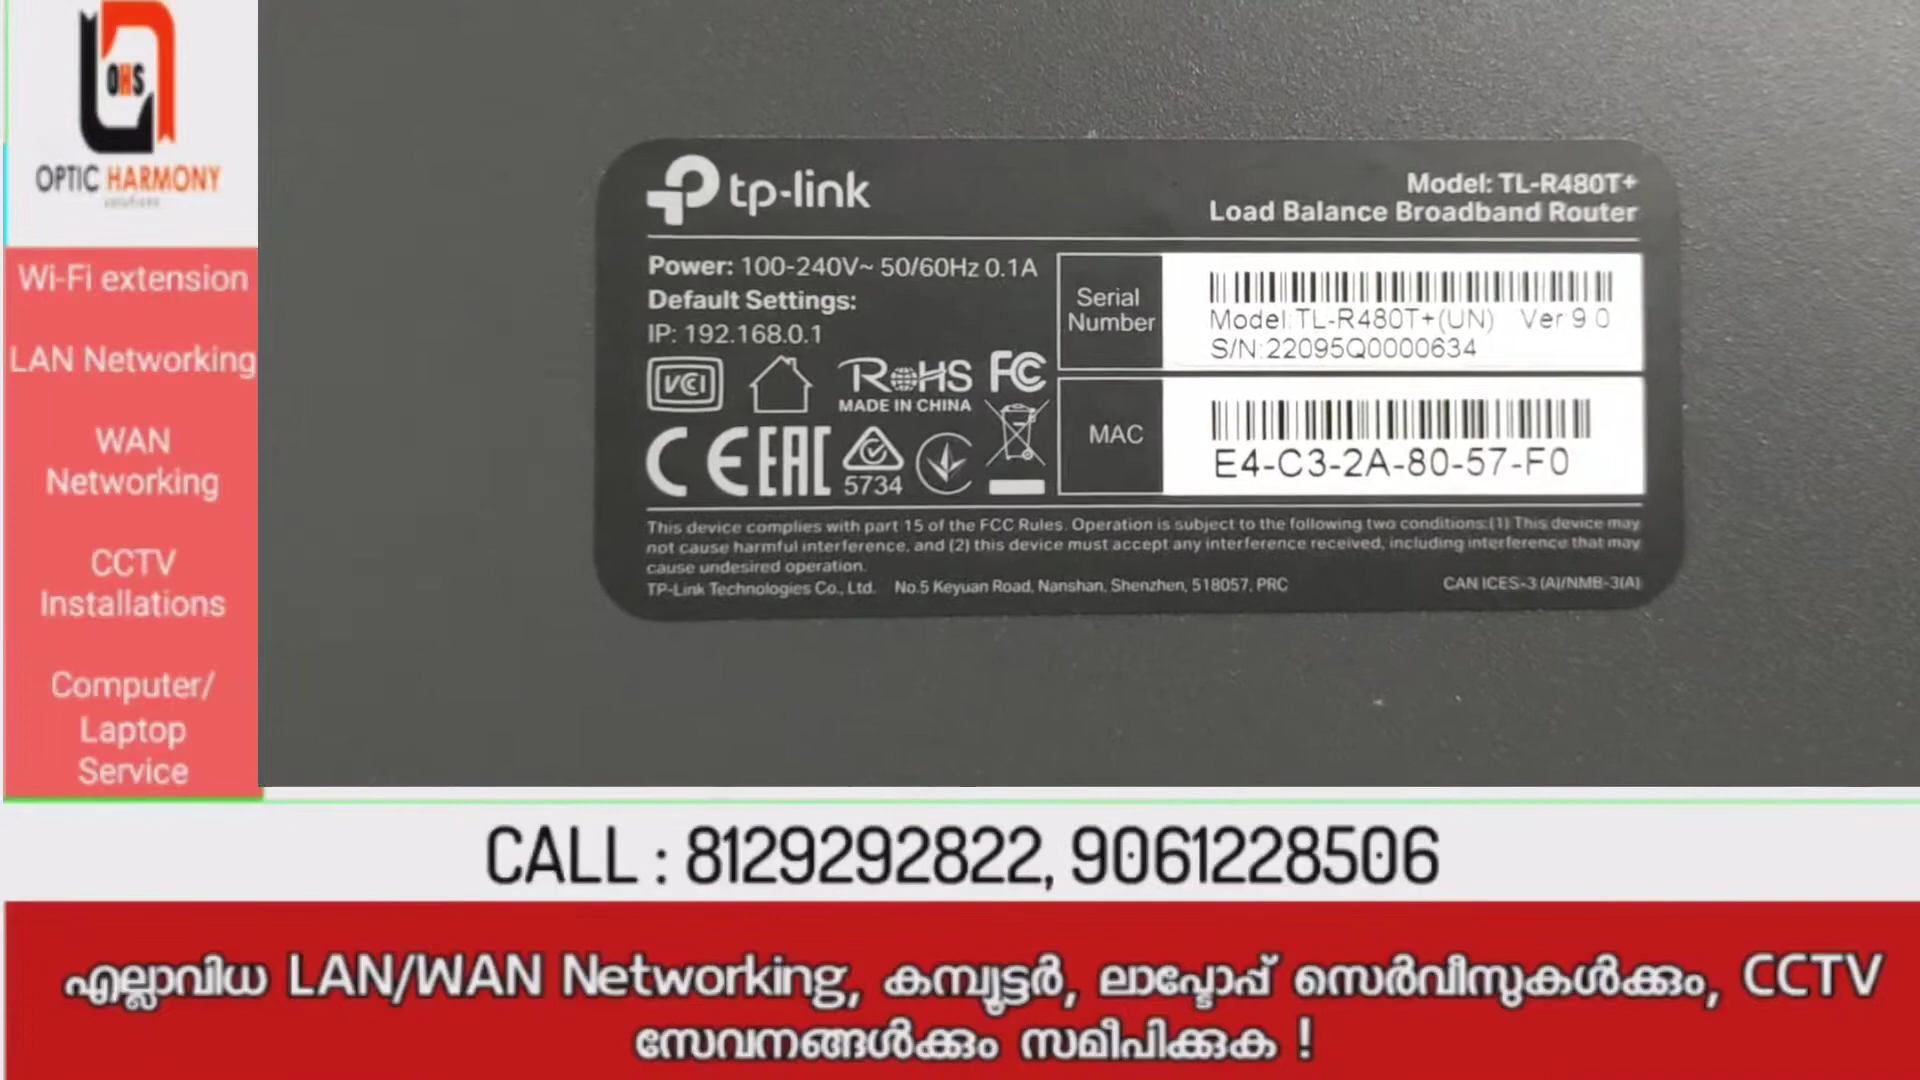 OHS
OPTIC HARMONY
solutions
Wi-Fi extension
LAN Networking
WAN
Networking
CCTV
Installations
Computer/
Laptop
Service
tp-link
Model: TL-R480T+
Load Balance Broadband Router
Power: 100-240V~ 50/60Hz 0.1A
Default Settings:
IP: 192.168.0.1
VCCI
RoHS
MADE IN CHINA
FC
CE EAC
5734
Serial
Number
Model:TL-R480T+(UN) Ver:9.0
S/N:22095Q0000634
MAC
E4-C3-2A-80-57-F0
This device complies with part 15 of the FCC Rules. Operation is subject to the following two conditions:(1) This device may
not cause harmful interference, and (2) this device must accept any interference received, including interference that may
cause undesired operation.
TP-Link Technologies Co., Ltd. No.5 Keyuan Road, Nanshan, Shenzhen, 518057, PRC
CAN ICES-3 (A)/NMB-3(A)
CALL : 8129292822, 9061228506
എല്ലാവിധ LAN/WAN Networking, കമ്പ്യൂട്ടർ, ലാപ്ടോപ്പ് സെർവീസുകൾക്കും, CCTV
സേവനങ്ങൾക്കും സമീപിക്കുക !